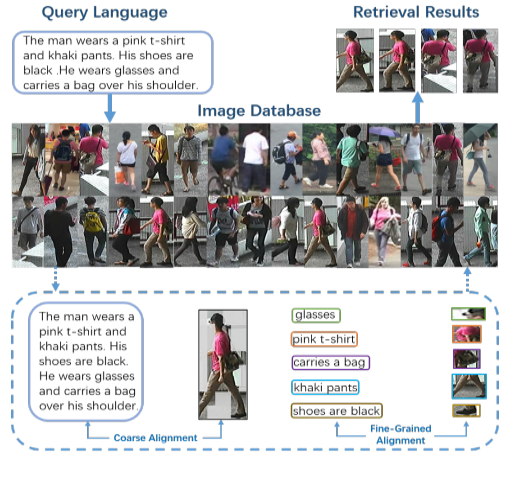 Query Language
Retrieval Results
The man wears a pink t-shirt
and khaki pants. His shoes are
black .He wears glasses and
carries a bag over his shoulder.
Image Database
The man wears a
pink t-shirt and
khaki pants. His
shoes are black.
He wears glasses
and carries a bag
over his shoulder.
glasses
pink t-shirt
carries a bag
khaki pants
shoes are black
Coarse Alignment
Fine-Grained
Alignment